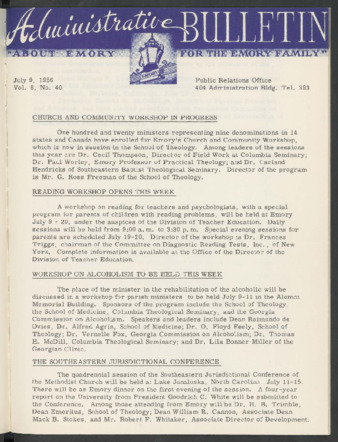 Administrative BULLETIN
"ABOUT EMORY FOR THE EMORY FAMILY"
EMORY
July 9, 1956 Public Relations Office
Vol. 8, No. 40 404 Administration Bldg. Tel. 593
CHURCH AND COMMUNITY WORKSHOP IN PROGRESS
One hundred and twenty ministers representing nine denominations in 14
states and Canada have enrolled for Emory's Church and Community Workshop,
which is now in session in the School of Theology. Among leaders of the sessions
this year are Dr. Cecil Thompson, Director of Field Work at Columbia Seminary;
Dr. Paul Worley, Emory Professor of Practical Theology; and Dr. Garland
Hendricks of Southeastern Baptist Theological Seminary. Director of the program
is Mr. G. Ross Freeman of the School of Theology.
READING WORKSHOP OPENS THIS WEEK
A workshop on reading for teachers and psychologists, with a special
program for parents of children with reading problems, will be held at Emory
July 9 - 20, under the auspices of the Division of Teacher Education. Daily
sessions will be held from 9;00 a.m. to 3:30 p.m. Special evening sessions for
parents are scheduled July 19-20. Director of the workshop is Dr. Frances
Triggs, chairman of the Committee on Diagnostic Reading Tests, Inc., of New
York. Complete information is available at the Office of the Director of the
Division of Teacher Education.
WORKSHOP ON ALCOHOLISM TO BE HELD THIS WEEK
The place of the minister in the rehabilitation of the alcoholic will be
discussed in a workshop for parish ministers to be held July 9-11 in the Alumni
Memorial Building. Sponsors of the program include the School of Theology,
the School of Medicine, Columbia Theological Seminary, and the Georgia
Commission on Alcoholism. Speakers and leaders include Dean Raimundo de
Ovies, Dr. Alfred Agrin, School of Medicine; Dr. O. Floyd Feely, School of
Theology; Dr. Vernelle Fox, Georgia Commission on Alcoholism; Dr. Thomas
H. McDill, Columbia Theological Seminary; and Dr. Lila Bonner Miller of the
Georgian Clinic.
THE SOUTHEASTERN JURISDICTIONAL CONFERENCE
The quadrennial session of the Southeastern Jurisdictional Conference of
the Methodist Church will be held at Lake Junaluska, North Carolina July 11-15.
There will be an Emory dinner on the first evening of the session. A four-year
report on the University from President Goodrich C. White will be submitted to
the Conference. Among those attending from Emory will be Dr. H. B. Trimble,
Dean Emeritus, School of Theology; Dean William R. Cannon, Associate Dean
Mack B. Stokes, and Mr. Robert F. Whitaker, Associate Director of Development.